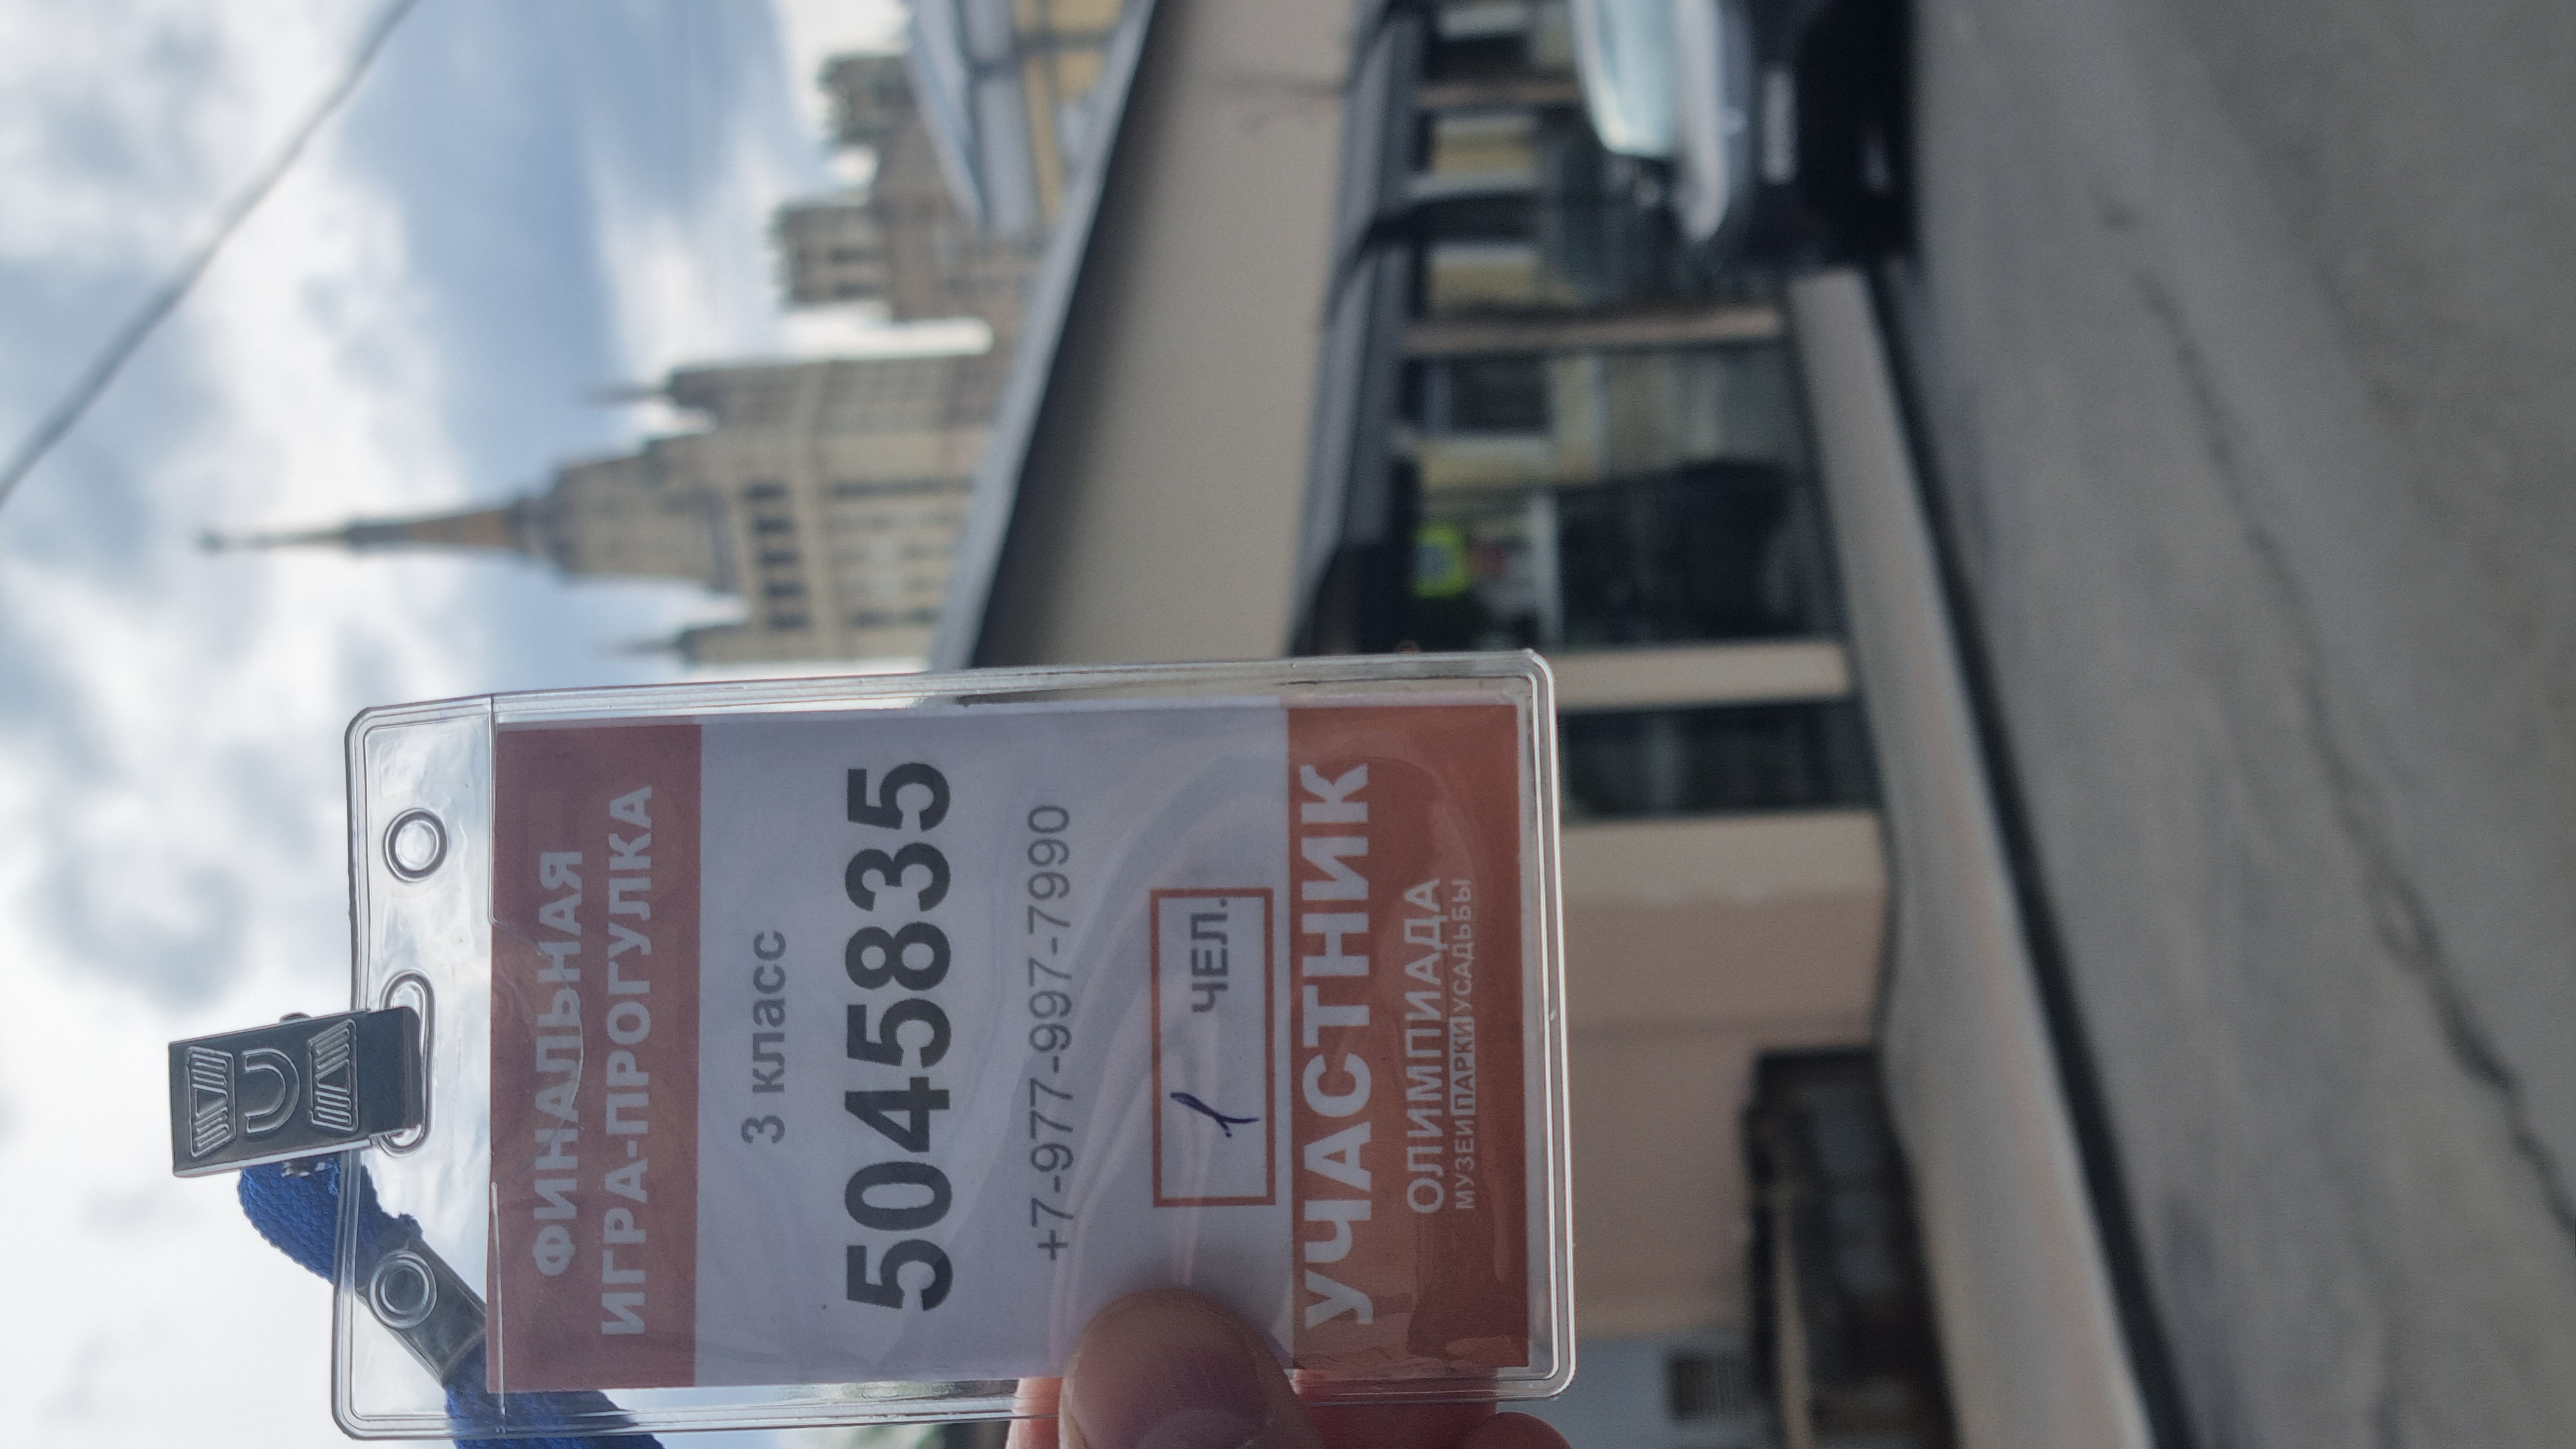 ФИНАЛЬНАЯ
ИГРА-ПРОГУЛКА
3 класс
5045835
+7-977-997-7990
1 ЧЕЛ.
УЧАСТНИК
ОЛИМПИАДА
МУЗЕИ ПАРКИ УСАДЬБЫ